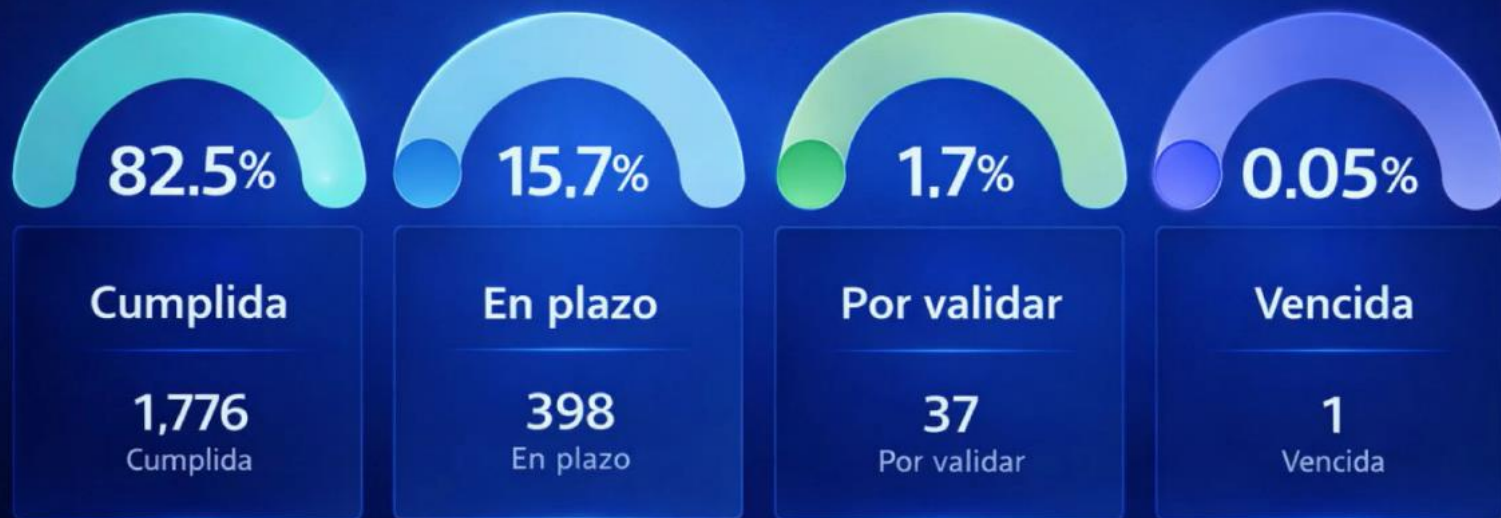 82.5%
15.7%
1.7%
0.05%
Cumplida
En plazo
Por validar
Vencida
1,776
398
37
1
Cumplida
En plazo
Por validar
Vencida